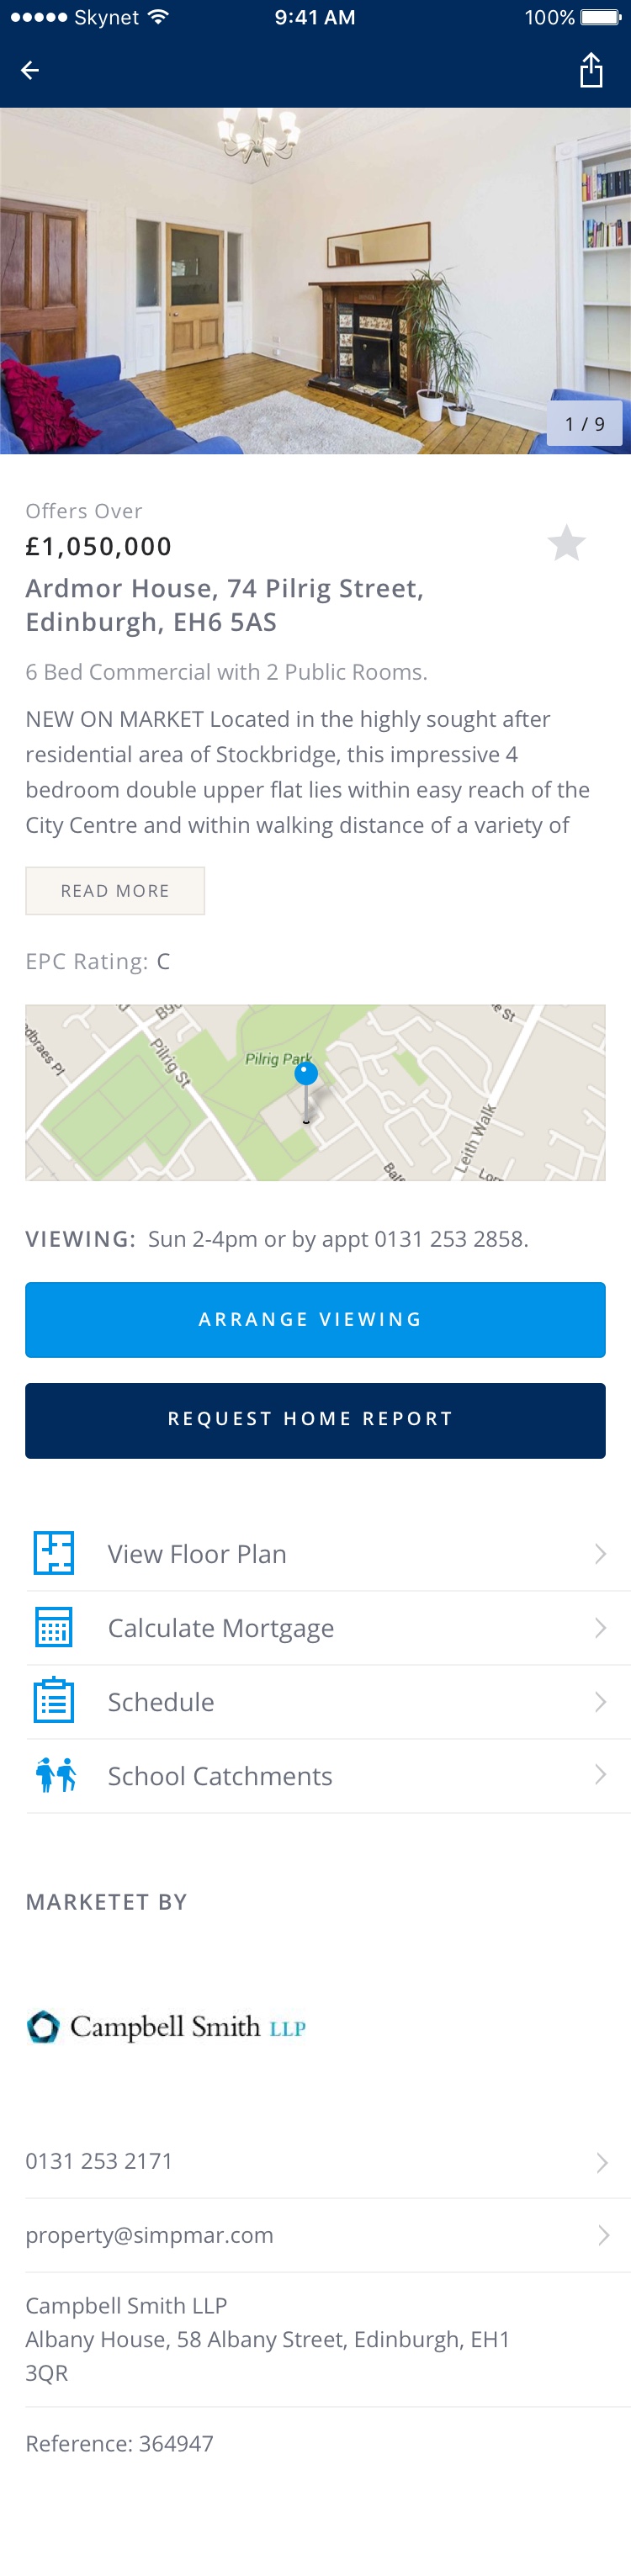 Skynet 9:41 AM 100%
1 / 9
Offers Over
£1,050,000
Ardmor House, 74 Pilrig Street,
Edinburgh, EH6 5AS
6 Bed Commercial with 2 Public Rooms.
NEW ON MARKET Located in the highly sought after
residential area of Stockbridge, this impressive 4
bedroom double upper flat lies within easy reach of the
City Centre and within walking distance of a variety of
READ MORE
EPC Rating: C
Pilrig St
Pilrig Park
Leith Walk
VIEWING: Sun 2-4pm or by appt 0131 253 2858.
ARRANGE VIEWING
REQUEST HOME REPORT
View Floor Plan
Calculate Mortgage
Schedule
School Catchments
MARKETET BY
Campbell Smith LLP
0131 253 2171
property@simpmar.com
Campbell Smith LLP
Albany House, 58 Albany Street, Edinburgh, EH1
3QR
Reference: 364947